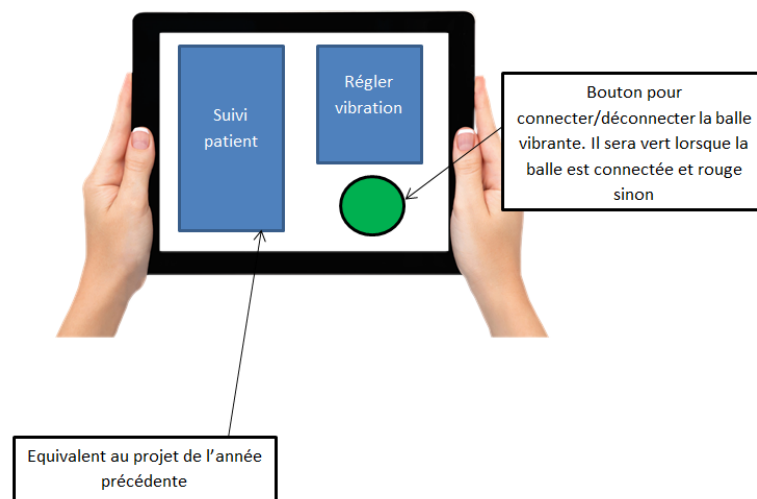 Suivi
patient
Régler
vibration
Bouton pour
connecter/déconnecter la balle
vibrante. Il sera vert lorsque la
balle est connectée et rouge
sinon
Equivalent au projet de l'année
précédente